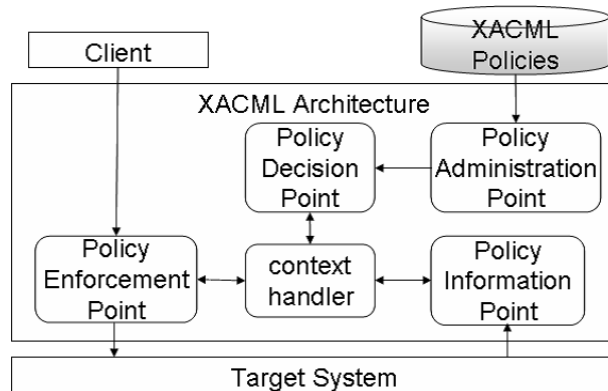 Client
XACML
Policies
XACML Architecture
Policy
Decision
Point
Policy
Administration
Point
Policy
Enforcement
Point
context
handler
Policy
Information
Point
Target System